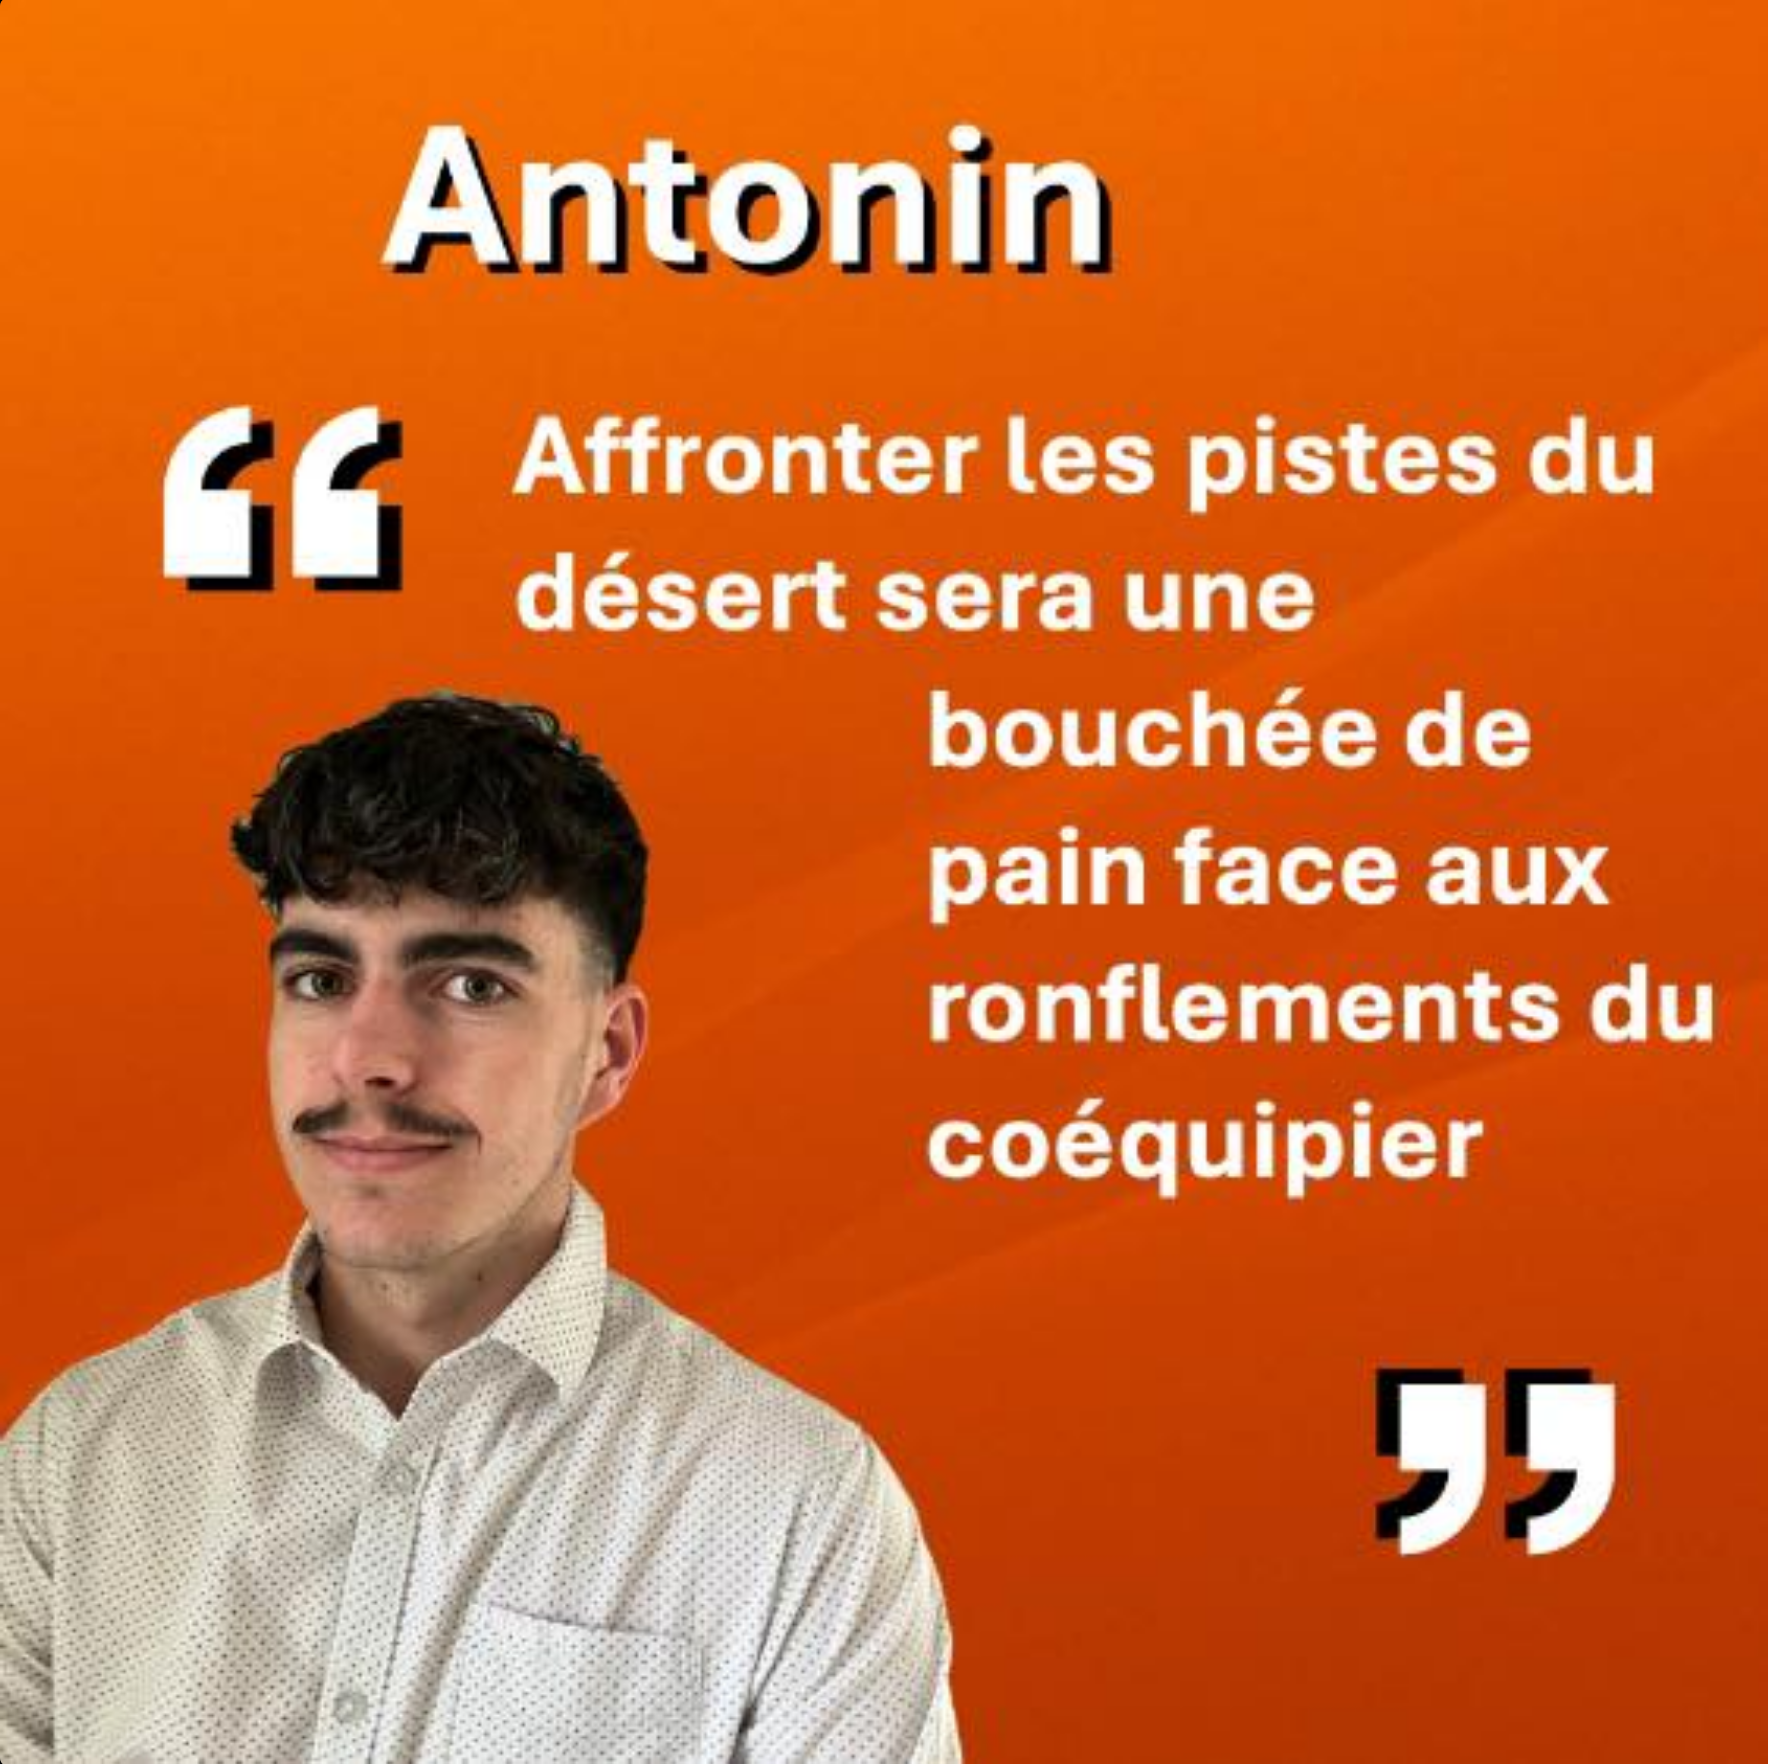 Antonin
“ Affronter les pistes du
désert sera une
bouchée de
pain face aux
ronflements du
coéquipier
”